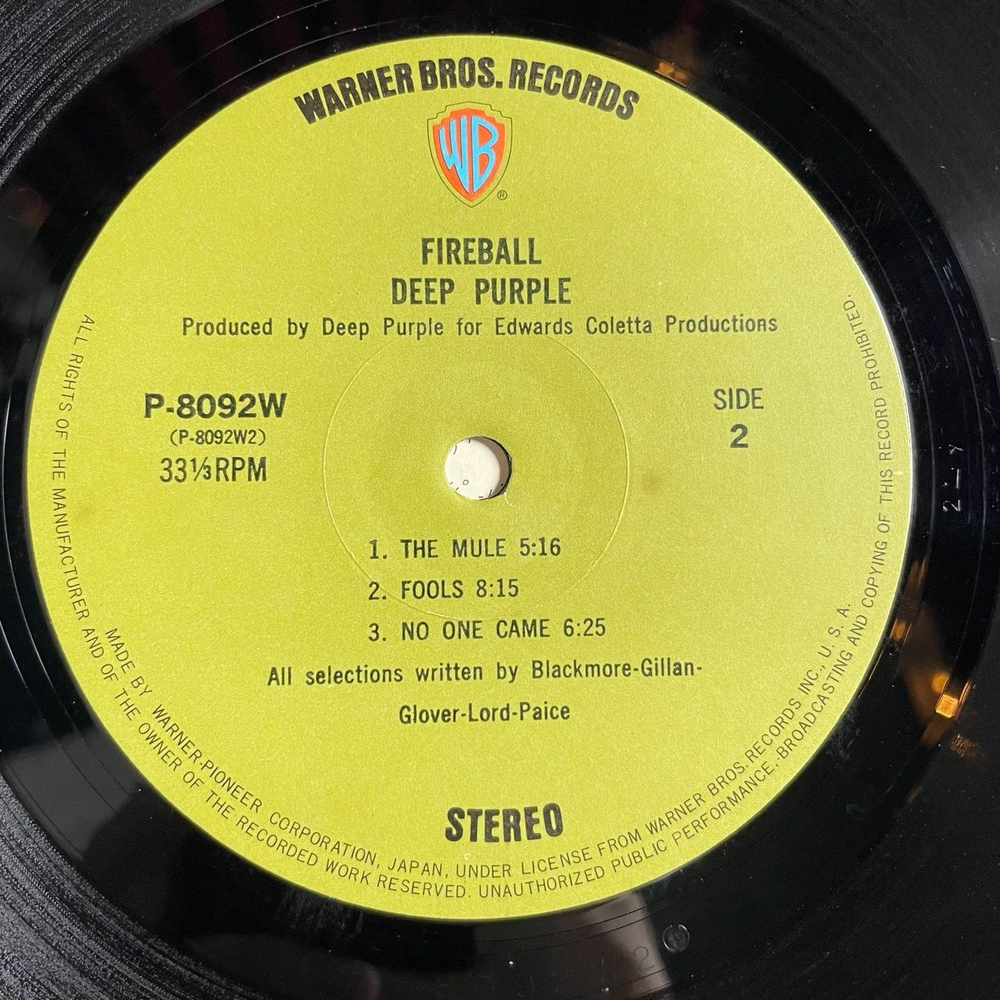 WARNER BROS. RECORDS
WB
®
FIREBALL
DEEP PURPLE
Produced by Deep Purple for Edwards Coletta Productions
P-8092W
(P-8092W2)
33⅓RPM
SIDE
2
1. THE MULE 5:16
2. FOOLS 8:15
3. NO ONE CAME 6:25
All selections written by Blackmore-Gillan-
Glover-Lord-Paice
STEREO
MADE BY WARNER-PIONEER CORPORATION, JAPAN, UNDER LICENSE FROM WARNER BROS. RECORDS INC., U. S. A.
ALL RIGHTS OF THE MANUFACTURER AND OF THE OWNER OF THE RECORDED WORK RESERVED. UNAUTHORIZED PUBLIC PERFORMANCE, BROADCASTING AND COPYING OF THIS RECORD PROHIBITED.